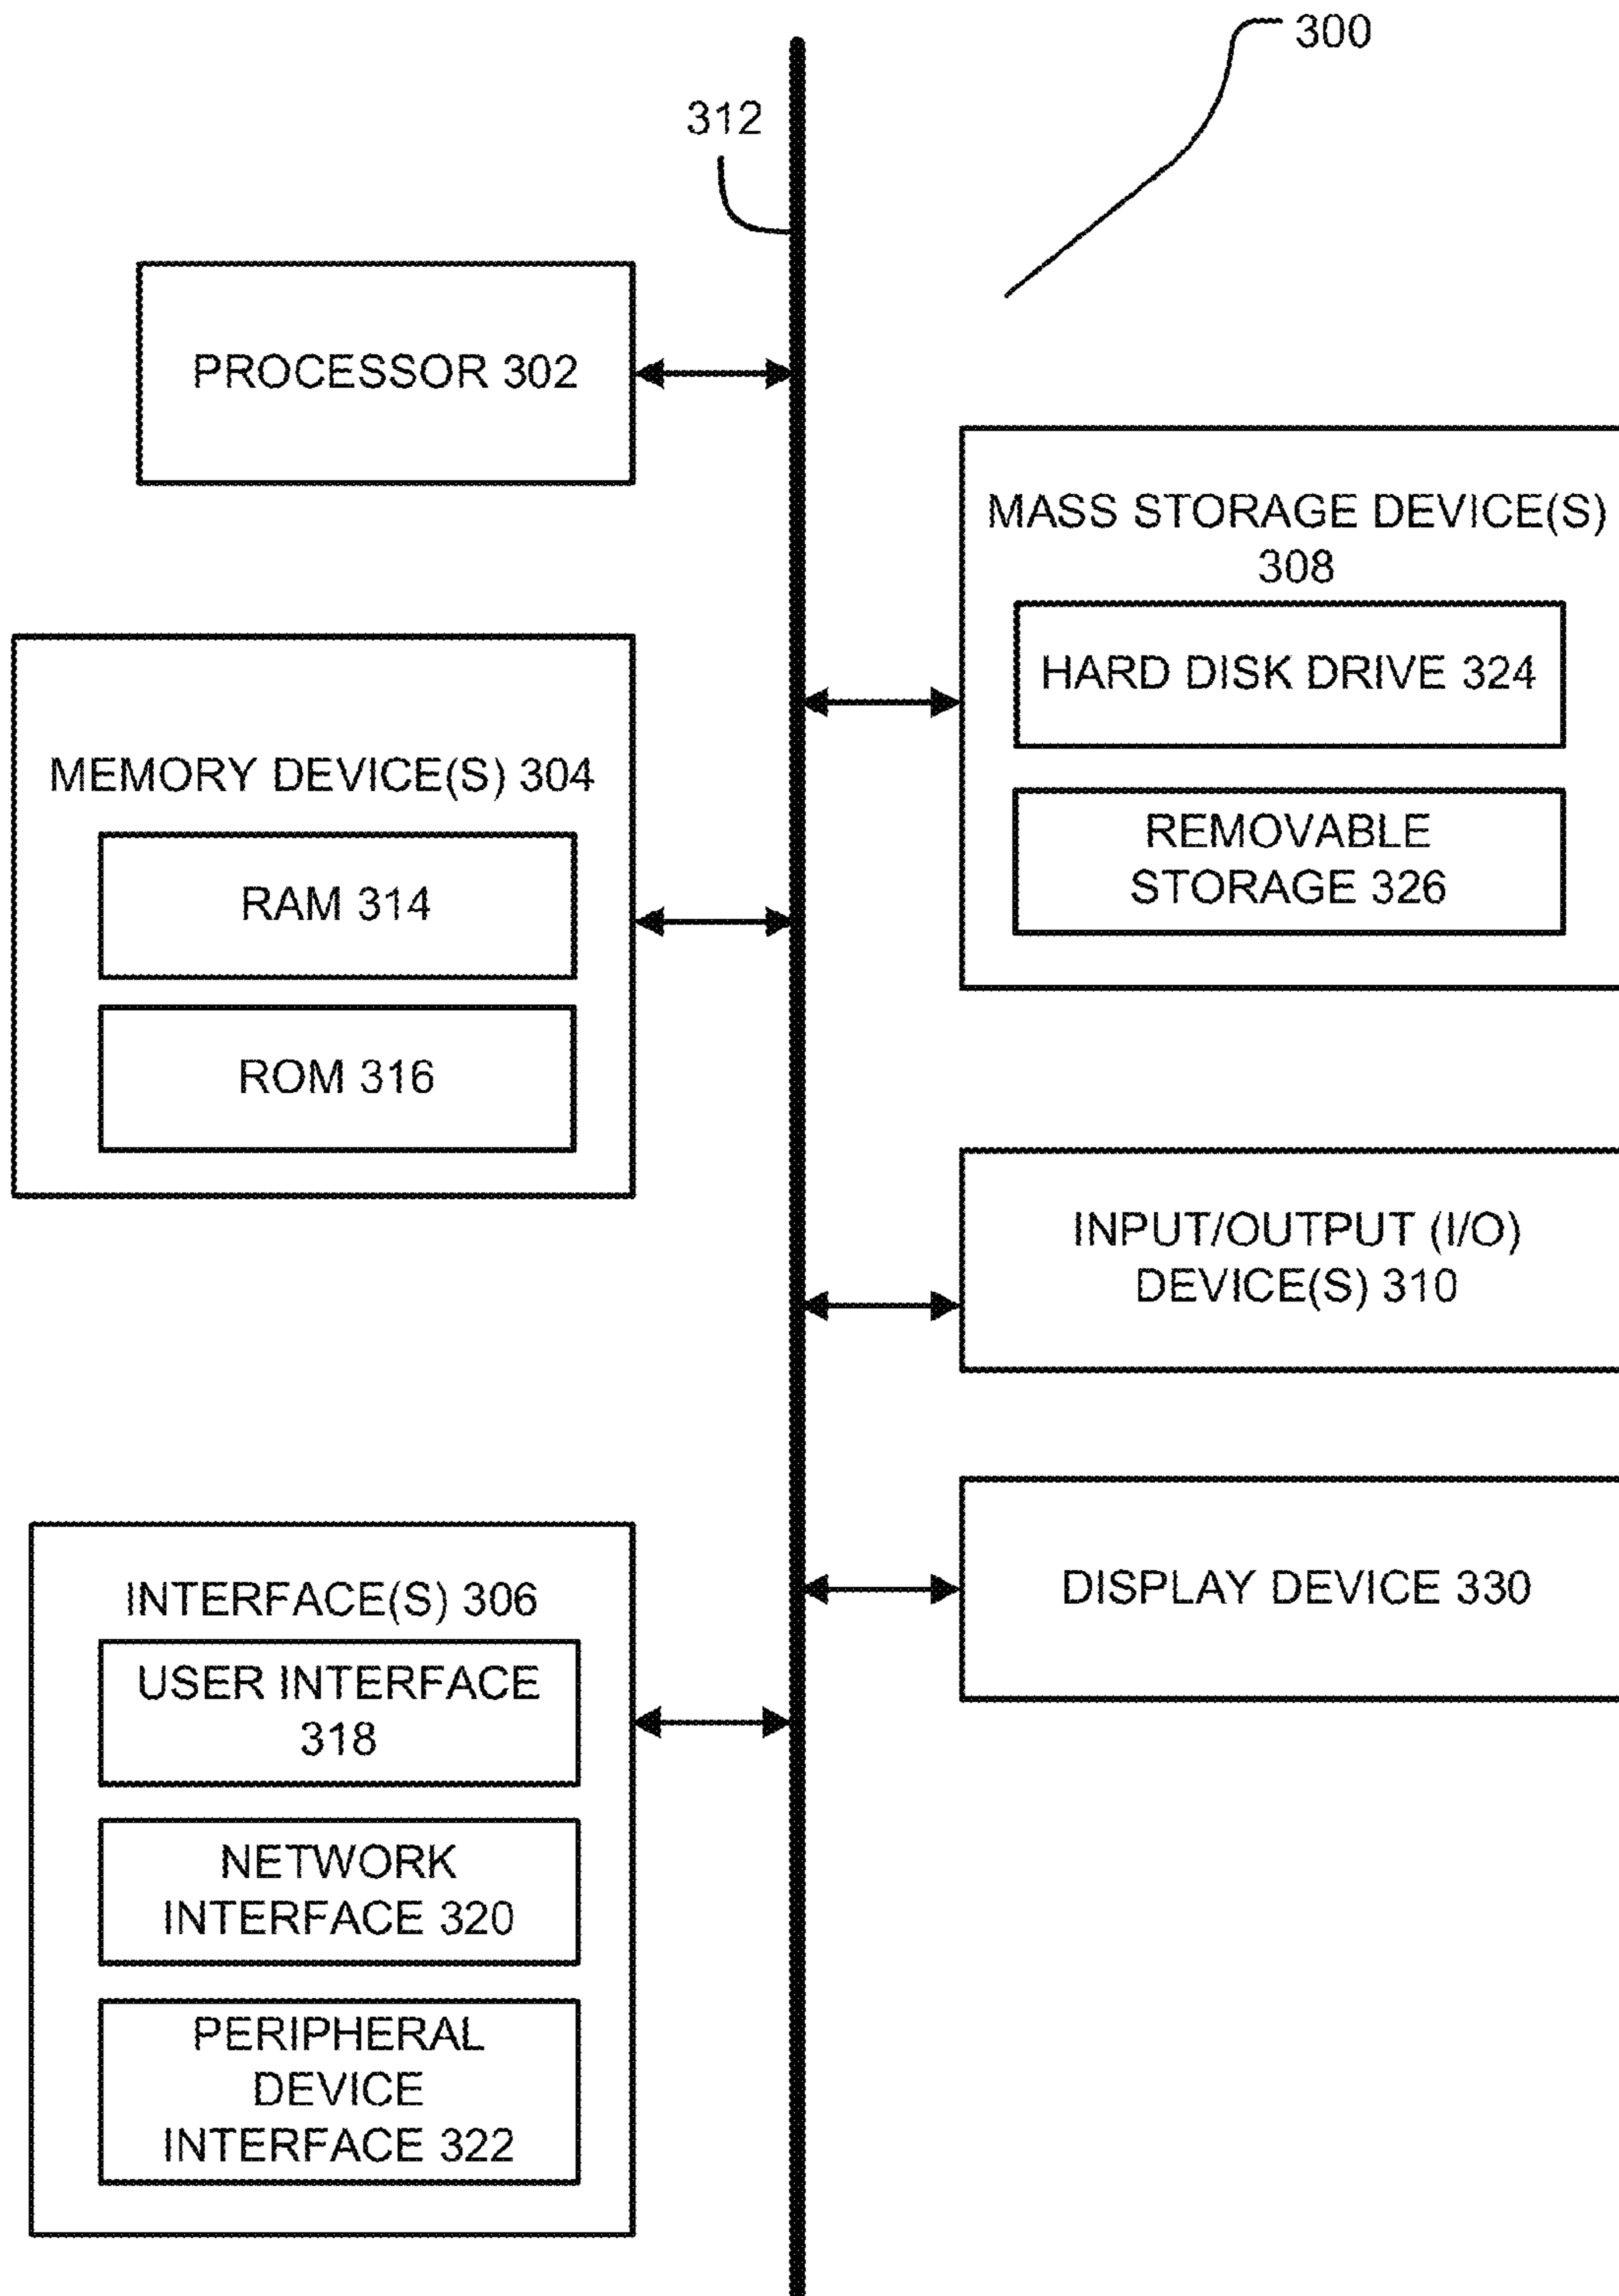 300
312
PROCESSOR 302
MASS STORAGE DEVICE(S)
308
HARD DISK DRIVE 324
REMOVABLE
STORAGE 326
MEMORY DEVICE(S) 304
RAM 314
ROM 316
INPUT/OUTPUT (I/O)
DEVICE(S) 310
DISPLAY DEVICE 330
INTERFACE(S) 306
USER INTERFACE
318
NETWORK
INTERFACE 320
PERIPHERAL
DEVICE
INTERFACE 322